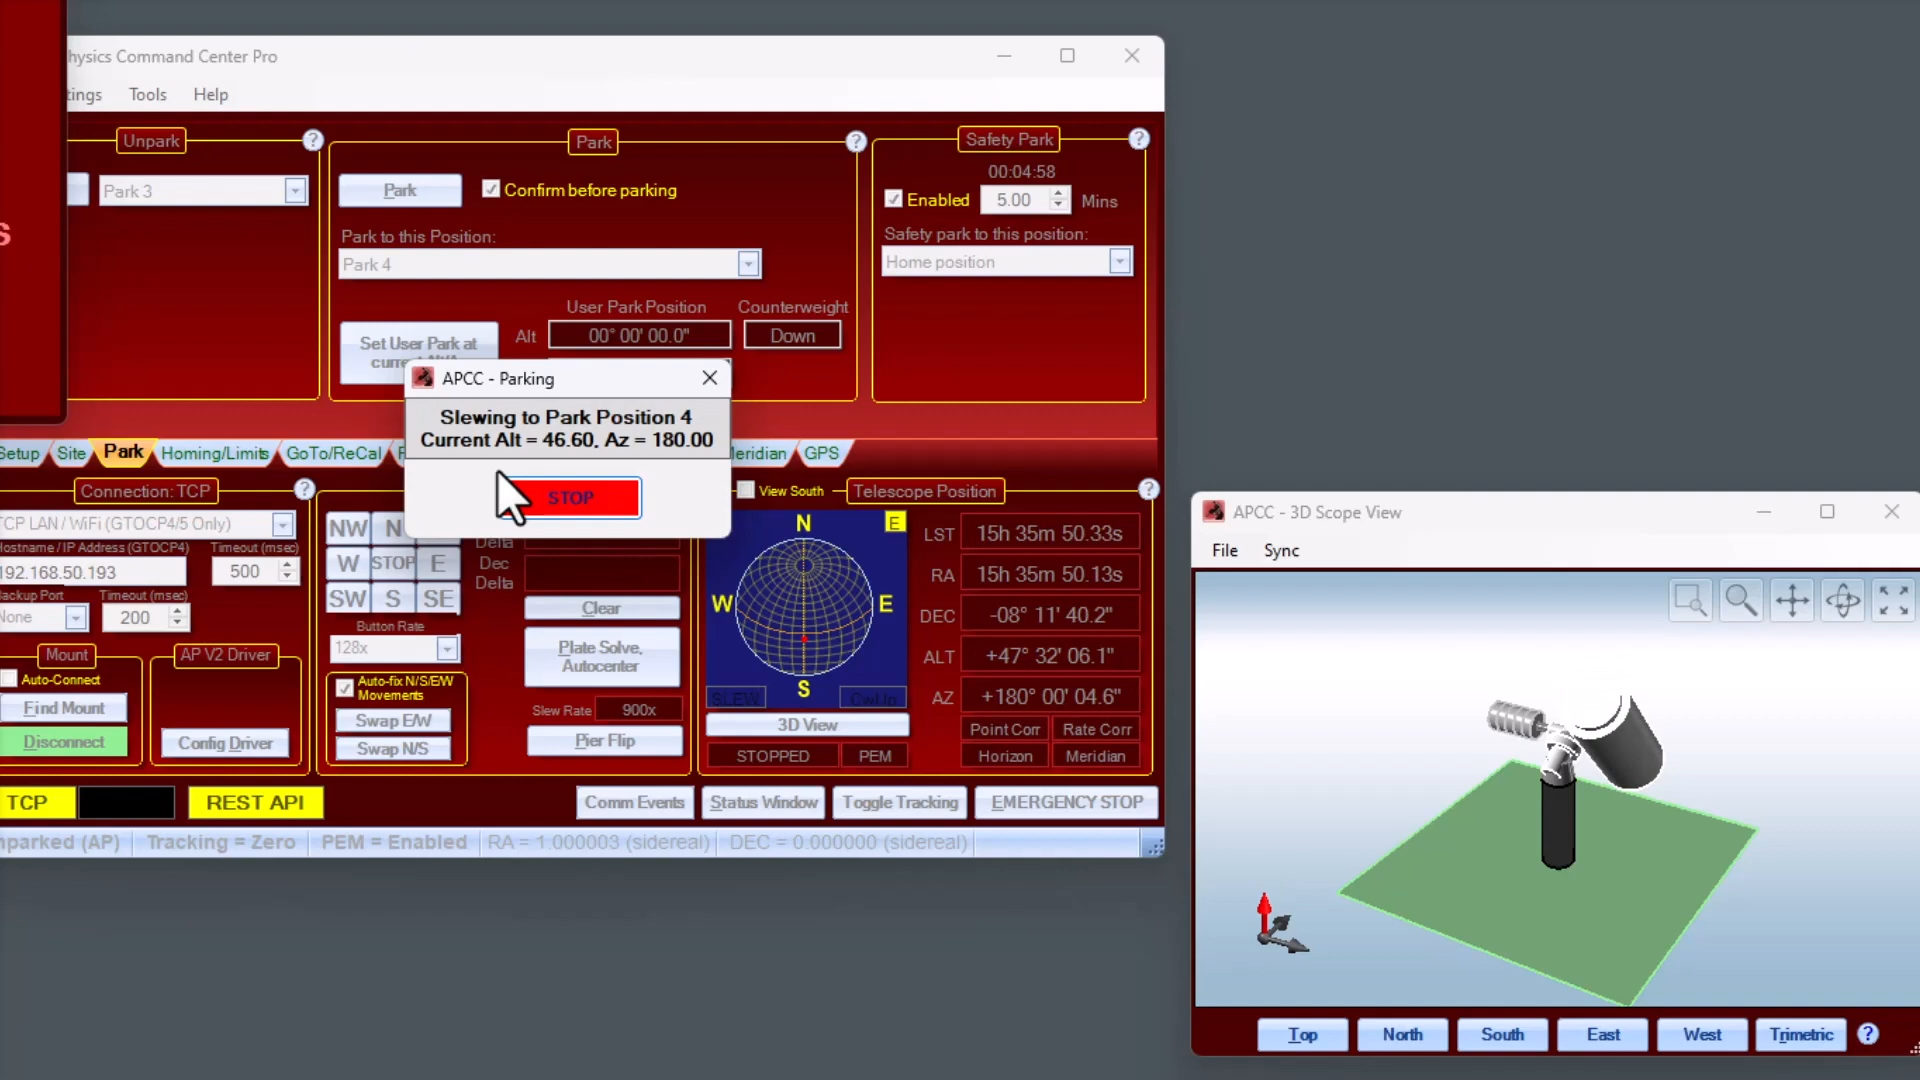 hysics Command Center Pro
tings Tools Help
Unpark ?
Park 3
S
Park ?
Park Confirm before parking
Park to this Position:
Park 4
User Park Position Counterweight
Set User Park at Alt 00° 00' 00.0" Down
Safety Park ?
00:04:58
Enabled 5.00 Mins
Safety park to this position:
Home position
APCC - Parking
Slewing to Park Position 4
Current Alt = 46.60, Az = 180.00
STOP
Setup Site Park Homing/Limits GoTo/ReCal Meridian GPS
Connection: TCP ?
TCP LAN / WiFi (GTOCP4/5 Only)
Hostname / IP Address (GTOCP4) Timeout (msec)
192.168.50.193 500
Backup Port Timeout (msec)
None 200
Mount
Auto-Connect
Find Mount
Disconnect
AP V2 Driver
Config Driver
NW N
W STOP E
SW S SE
Button Rate
128x
Auto-fix N/S/E/W
Movements
Swap E/W
Swap N/S
Delta
Dec
Delta
Clear
Plate Solve,
Autocenter
Slew Rate 900x
Pier Flip
View South Telescope Position ?
N E
W E
S
SLEW CwUp
3D View
STOPPED PEM
LST 15h 35m 50.33s
RA 15h 35m 50.13s
DEC -08° 11' 40.2"
ALT +47° 32' 06.1"
AZ +180° 00' 04.6"
Point Corr Rate Corr
Horizon Meridian
TCP REST API Comm Events Status Window Toggle Tracking EMERGENCY STOP
nparked (AP) Tracking = Zero PEM = Enabled RA = 1.000003 (sidereal) DEC = 0.000000 (sidereal)
APCC - 3D Scope View
File Sync
Top North South East West Trimetric ?